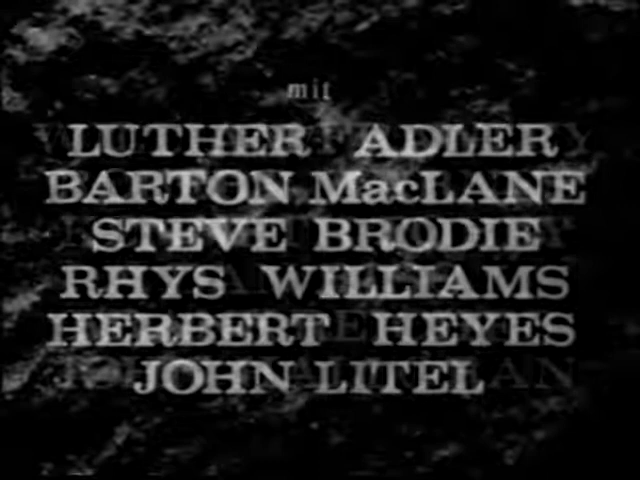 mit
LUTHER ADLER
BARTON MacLANE
STEVE BRODIE
RHYS WILLIAMS
HERBERT HEYES
JOHN LITEL